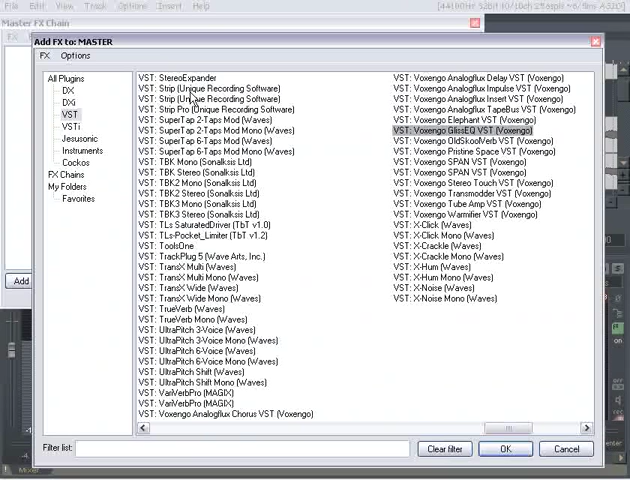 File Edit View Track Options Insert Help
Master FX Chain
Add FX to: MASTER
FX Options
All Plugins
DX
DXi
VST
VSTi
Jesusonic
Instruments
Cockos
FX Chains
My Folders
Favorites
VST: StereoExpander
VST: Strip (Unique Recording Software)
VST: Strip (Unique Recording Software)
VST: Strip Pro (Unique Recording Software)
VST: SuperTap 2-Taps Mod (Waves)
VST: SuperTap 2-Taps Mod Mono (Waves)
VST: SuperTap 6-Taps Mod (Waves)
VST: SuperTap 6-Taps Mod Mono (Waves)
VST: TBK Mono (Sonalksis Ltd)
VST: TBK Stereo (Sonalksis Ltd)
VST: TBK2 Mono (Sonalksis Ltd)
VST: TBK2 Stereo (Sonalksis Ltd)
VST: TBK3 Mono (Sonalksis Ltd)
VST: TBK3 Stereo (Sonalksis Ltd)
VST: TLs SaturatedDriver (TbT v1.0)
VST: TLs-Pocket_Limiter (TbT v1.2)
VST: ToolsOne
VST: TrackPlug 5 (Wave Arts, Inc.)
VST: TransX Multi (Waves)
VST: TransX Multi Mono (Waves)
VST: TransX Wide (Waves)
VST: TransX Wide Mono (Waves)
VST: TrueVerb (Waves)
VST: TrueVerb Mono (Waves)
VST: UltraPitch 3-Voice (Waves)
VST: UltraPitch 3-Voice Mono (Waves)
VST: UltraPitch 6-Voice (Waves)
VST: UltraPitch 6-Voice Mono (Waves)
VST: UltraPitch Shift (Waves)
VST: UltraPitch Shift Mono (Waves)
VST: VariVerbPro (MAGIX)
VST: VariVerbPro (MAGIX)
VST: Voxengo Analogflux Chorus VST (Voxengo)
VST: Voxengo Analogflux Delay VST (Voxengo)
VST: Voxengo Analogflux Impulse VST (Voxengo)
VST: Voxengo Analogflux Insert VST (Voxengo)
VST: Voxengo Analogflux TapeBus VST (Voxengo)
VST: Voxengo Elephant VST (Voxengo)
VST: Voxengo GlissEQ VST (Voxengo)
VST: Voxengo OldSkoolVerb VST (Voxengo)
VST: Voxengo Pristine Space VST (Voxengo)
VST: Voxengo SPAN VST (Voxengo)
VST: Voxengo SPAN VST (Voxengo)
VST: Voxengo Stereo Touch VST (Voxengo)
VST: Voxengo Transmodder VST (Voxengo)
VST: Voxengo Tube Amp VST (Voxengo)
VST: Voxengo Warmifier VST (Voxengo)
VST: X-Click (Waves)
VST: X-Click Mono (Waves)
VST: X-Crackle (Waves)
VST: X-Crackle Mono (Waves)
VST: X-Hum (Waves)
VST: X-Hum Mono (Waves)
VST: X-Noise (Waves)
VST: X-Noise Mono (Waves)
Add
Filter list:
Clear filter
OK
Cancel
Mixer